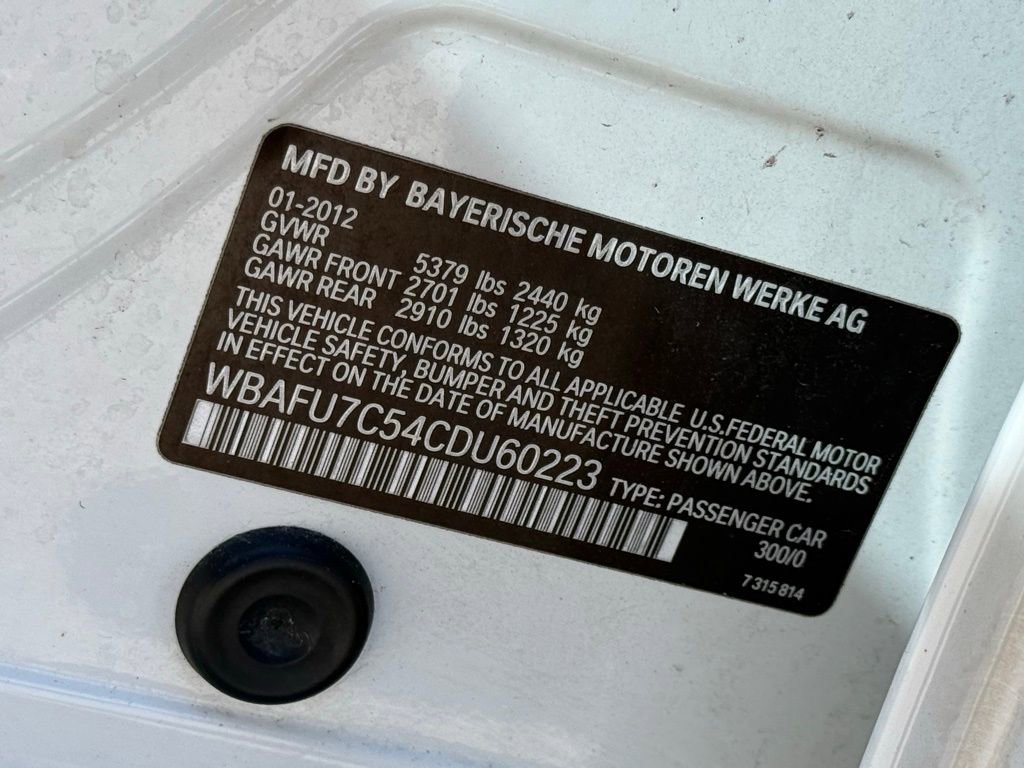 MFD BY BAYERISCHE MOTOREN WERKE AG
01-2012
GVWR 5379 lbs 2440 kg
GAWR FRONT 2701 lbs 1225 kg
GAWR REAR 2910 lbs 1320 kg
THIS VEHICLE CONFORMS TO ALL APPLICABLE U.S.FEDERAL MOTOR
VEHICLE SAFETY, BUMPER AND THEFT PREVENTION STANDARDS
IN EFFECT ON THE DATE OF MANUFACTURE SHOWN ABOVE.
WBAFU7C54CDU60223 TYPE: PASSENGER CAR
300/0
7 315 814